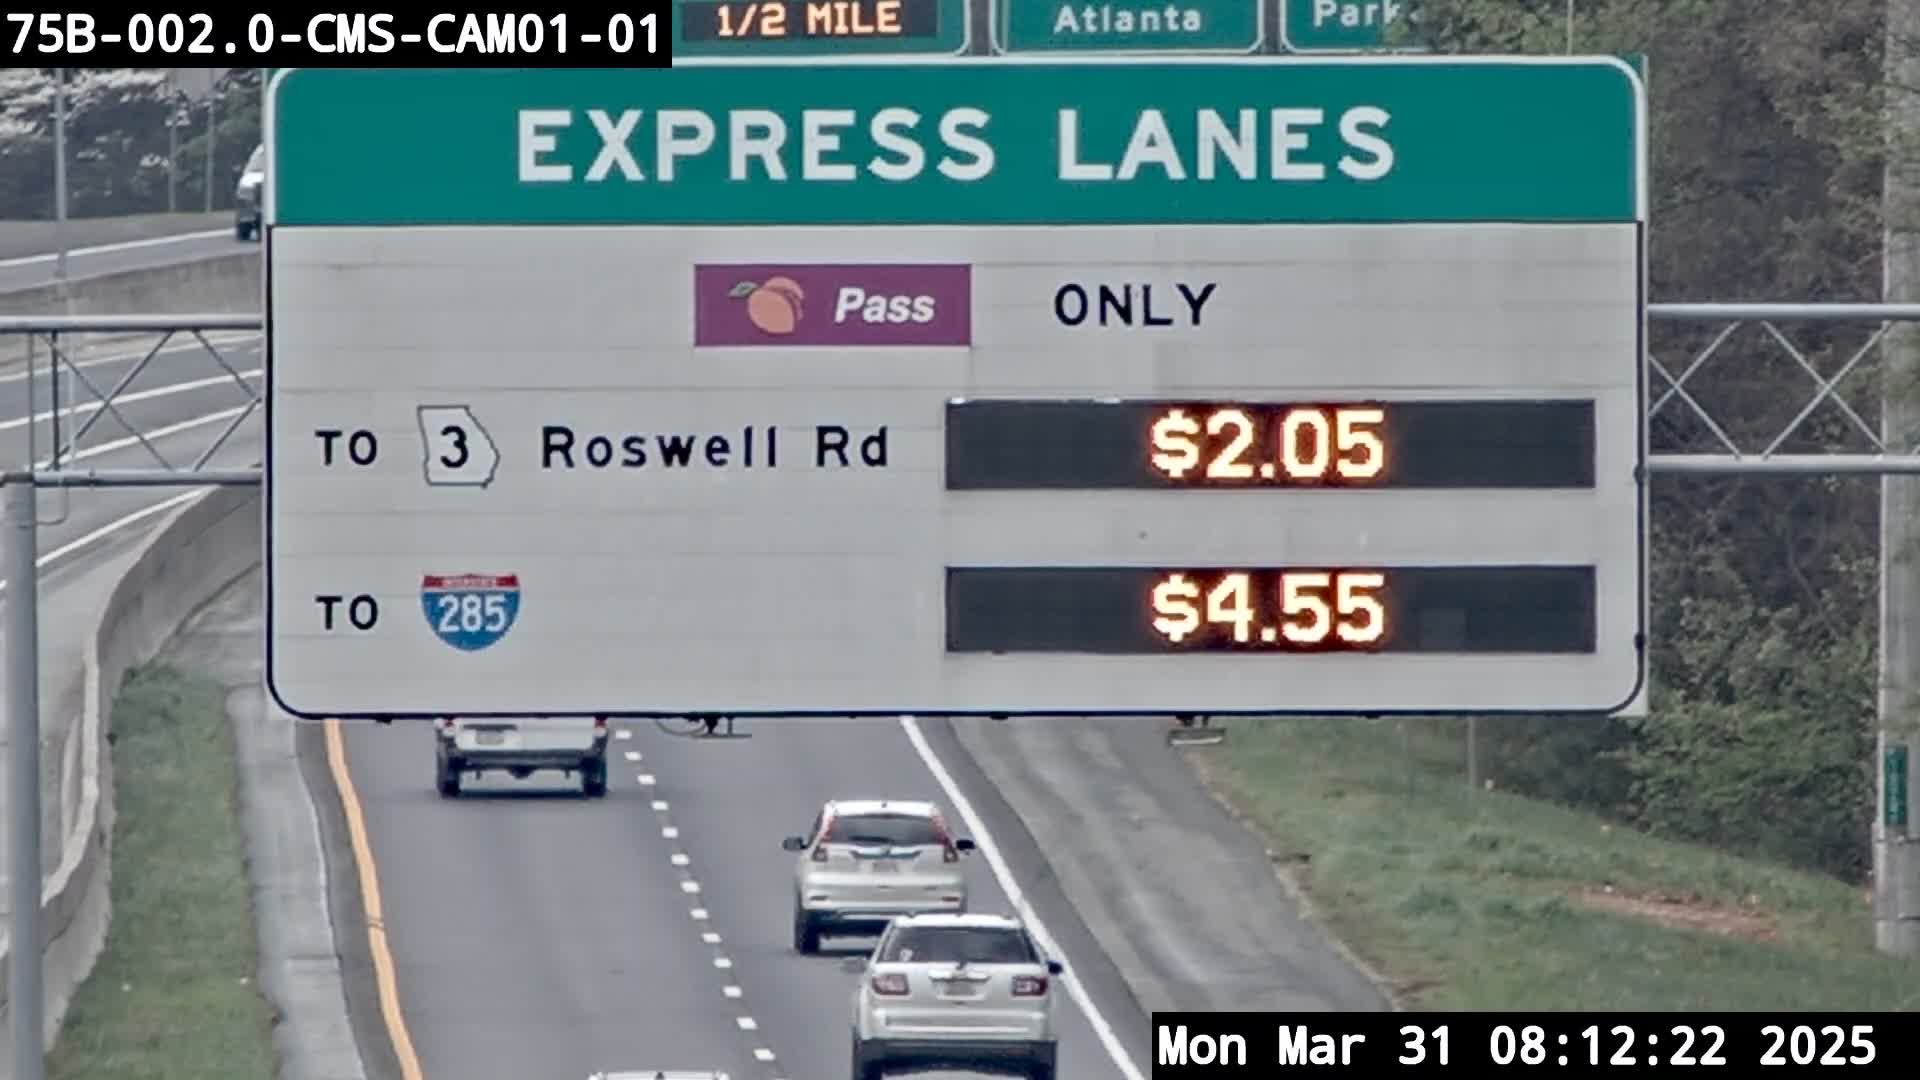 75B-002.0-CMS-CAM01-01
1/2 MILE
Atlanta
Park
EXPRESS LANES
Pass ONLY
TO 3 Roswell Rd $2.05
TO 285 $4.55
Mon Mar 31 08:12:22 2025